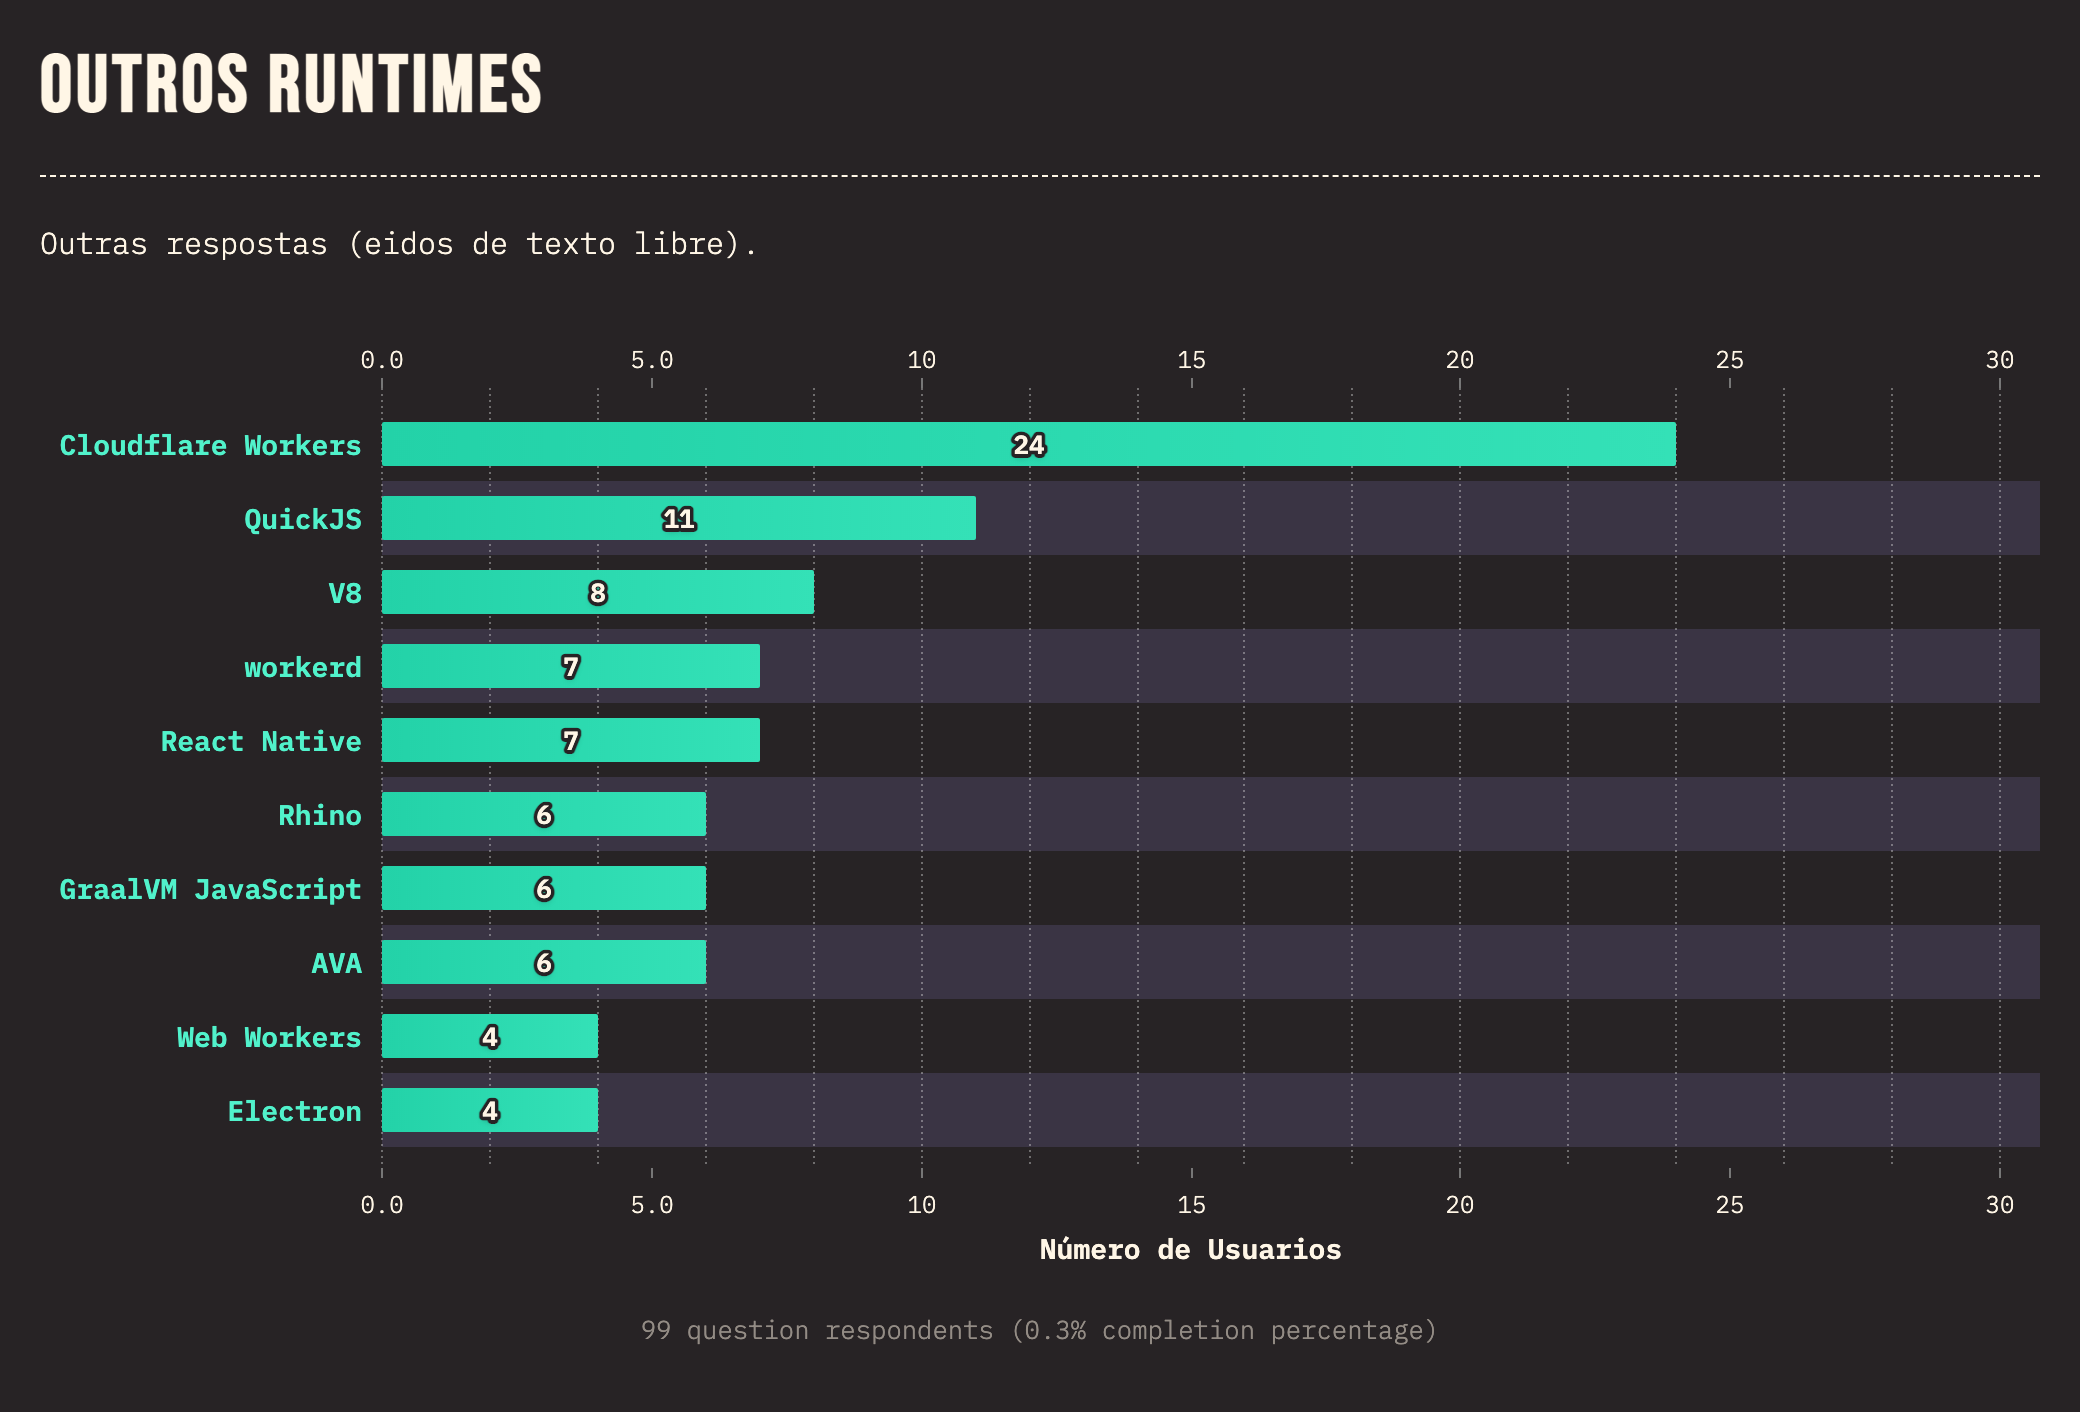 OUTROS RUNTIMES
Outras respostas (eidos de texto libre).
0.0 5.0 10 15 20 25 30
Cloudflare Workers 24
QuickJS 11
V8 8
workerd 7
React Native 7
Rhino 6
GraalVM JavaScript 6
AVA 6
Web Workers 4
Electron 4
0.0 5.0 10 15 20 25 30
Número de Usuarios
99 question respondents (0.3% completion percentage)